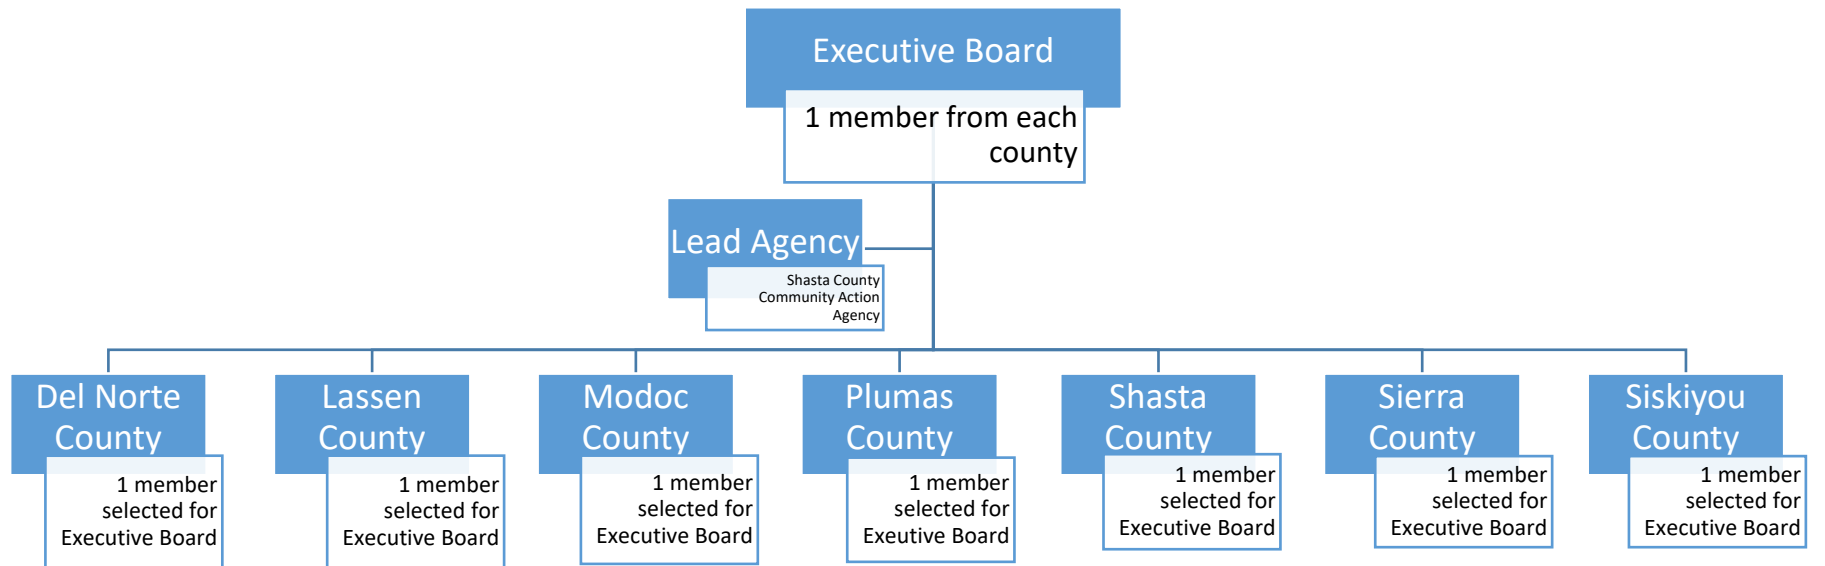 Executive Board
1 member from each
county
Lead Agency
Shasta County
Community Action
Agency
Del Norte
County
1 member
selected for
Executive Board
Lassen
County
1 member
selected for
Executive Board
Modoc
County
1 member
selected for
Executive Board
Plumas
County
1 member
selected for
Exeutive Board
Shasta
County
1 member
selected for
Executive Board
Sierra
County
1 member
selected for
Executive Board
Siskiyou
County
1 member
selected for
Executive Board